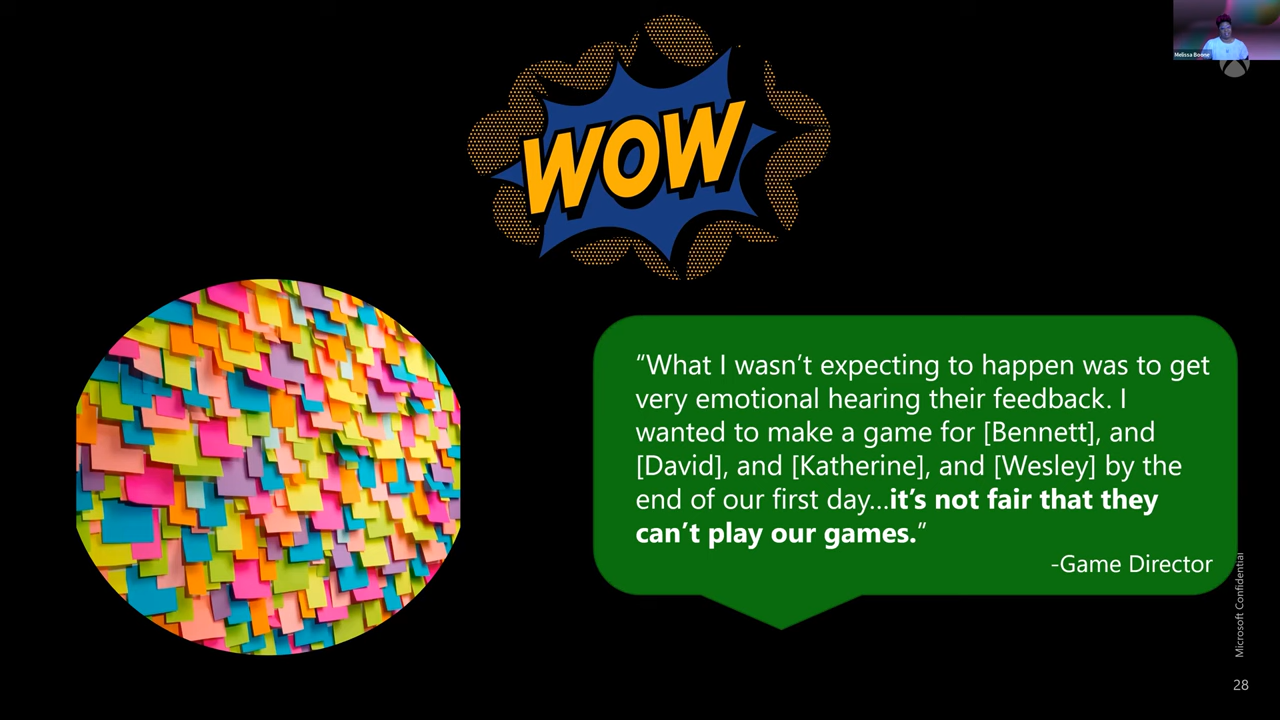 Melissa Boone
WOW
“What I wasn’t expecting to happen was to get
very emotional hearing their feedback. I
wanted to make a game for [Bennett], and
[David], and [Katherine], and [Wesley] by the
end of our first day…it’s not fair that they
can’t play our games.”
-Game Director
Microsoft Confidential
28